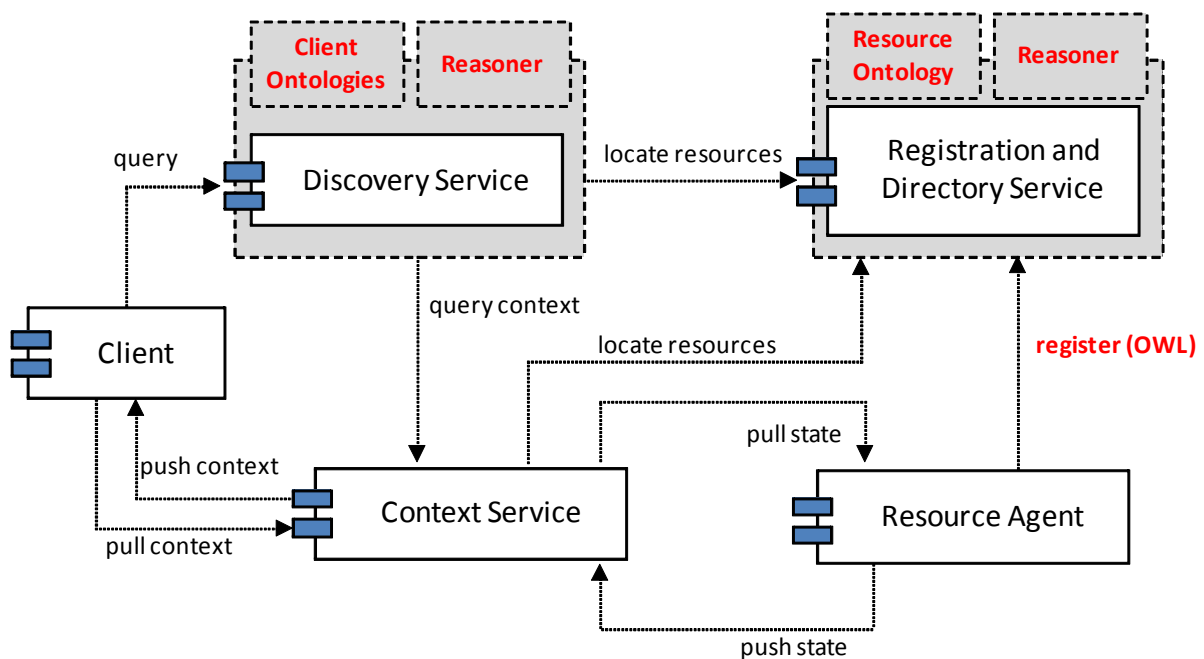 Client
Ontologies
Reasoner
Resource
Ontology
Reasoner
query
Discovery Service
locate resources
Registration and
Directory Service
query context
Client
locate resources
register (OWL)
pull state
push context
Context Service
Resource Agent
pull context
push state